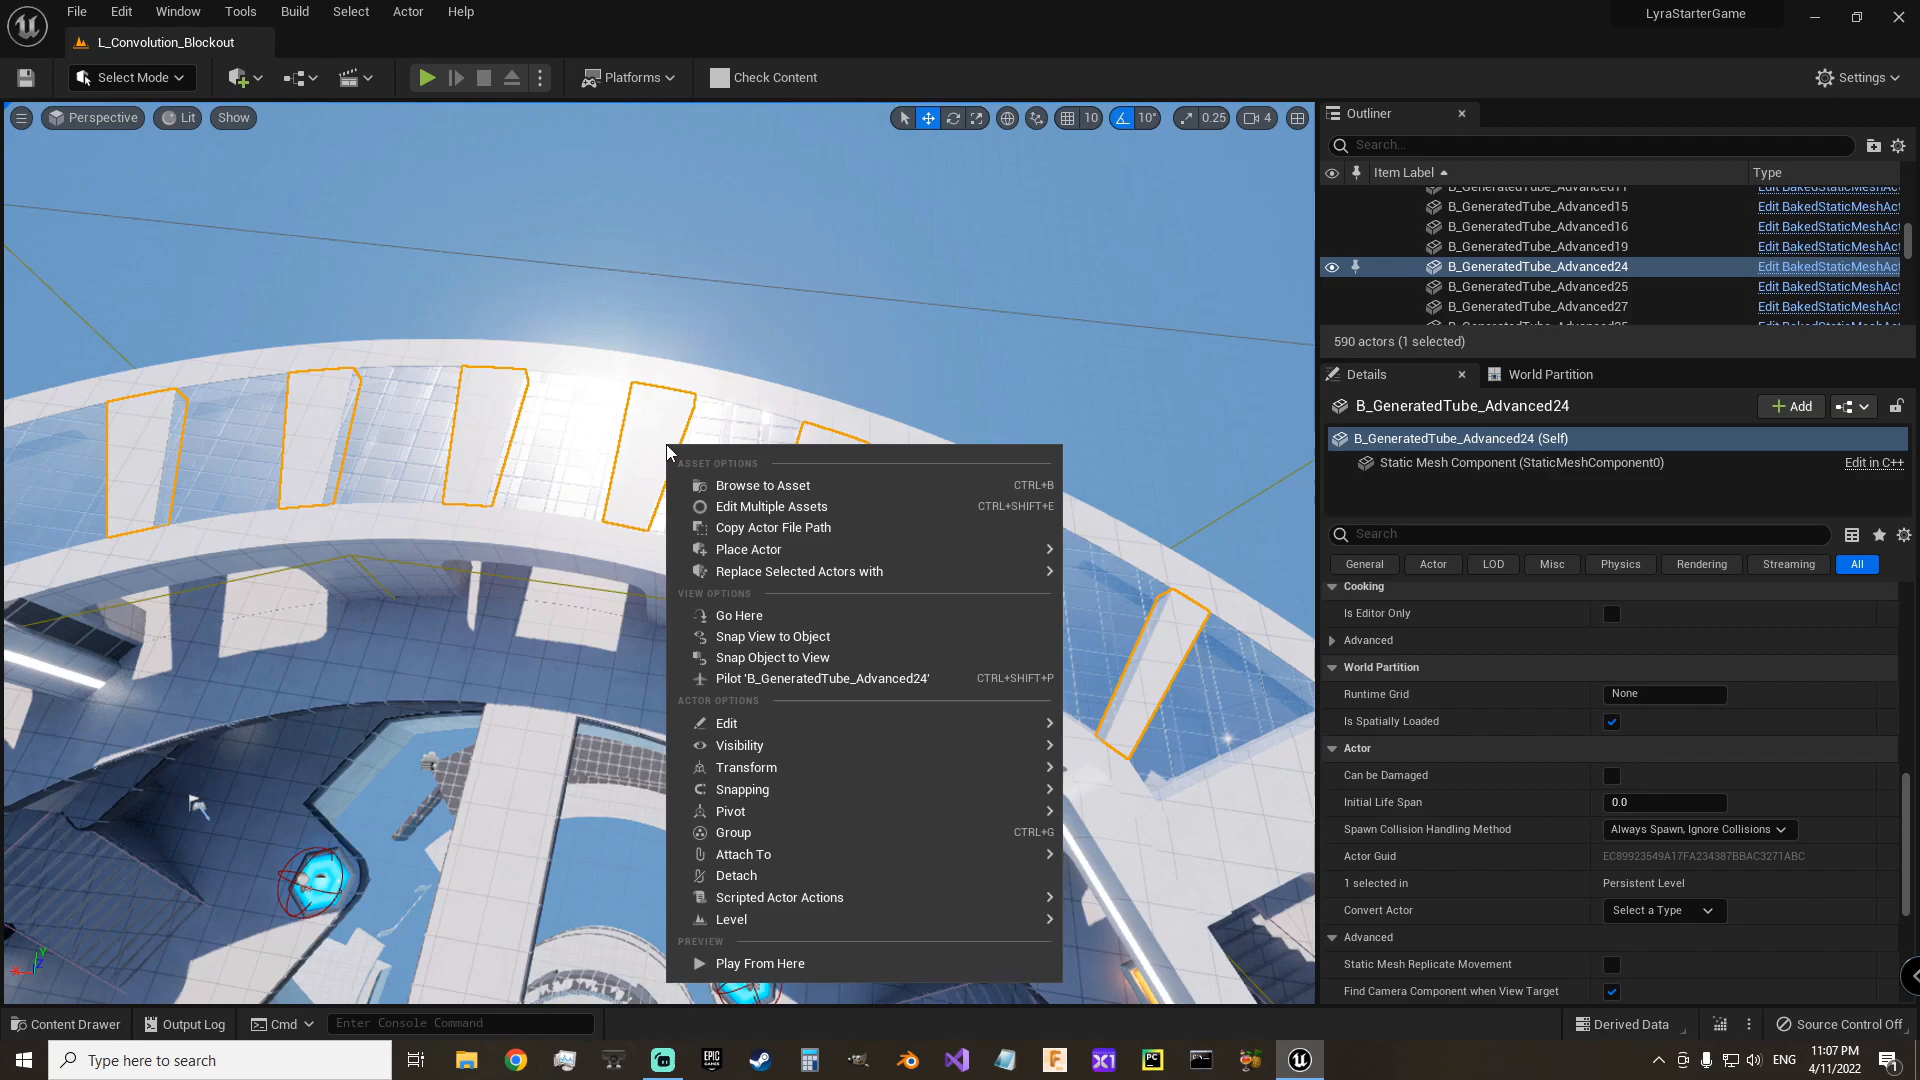 File Edit Window Tools Build Select Actor Help
LyraStarterGame
L_Convolution_Blockout
Select Mode
Platforms
Check Content
Settings
Perspective Lit Show
10 10° 0.25 4
Outliner
Search...
Item Label Type
B_GeneratedTube_Advanced11 Edit BakedStaticMeshAct
B_GeneratedTube_Advanced15 Edit BakedStaticMeshAct
B_GeneratedTube_Advanced16 Edit BakedStaticMeshAct
B_GeneratedTube_Advanced19 Edit BakedStaticMeshAct
B_GeneratedTube_Advanced24 Edit BakedStaticMeshAct
B_GeneratedTube_Advanced25 Edit BakedStaticMeshAct
B_GeneratedTube_Advanced27 Edit BakedStaticMeshAct
590 actors (1 selected)
Details World Partition
B_GeneratedTube_Advanced24
Add
B_GeneratedTube_Advanced24 (Self)
Static Mesh Component (StaticMeshComponent0) Edit in C++
Search
General Actor LOD Misc Physics Rendering Streaming All
Cooking
Is Editor Only
Advanced
World Partition
Runtime Grid None
Is Spatially Loaded
Actor
Can be Damaged
Initial Life Span 0.0
Spawn Collision Handling Method Always Spawn, Ignore Collisions
Actor Guid EC89923549A17FA234387BBAC3271ABC
1 selected in Persistent Level
Convert Actor Select a Type
Advanced
Static Mesh Replicate Movement
Find Camera Component when View Target
ASSET OPTIONS
Browse to Asset CTRL+B
Edit Multiple Assets CTRL+SHIFT+E
Copy Actor File Path
Place Actor
Replace Selected Actors with
VIEW OPTIONS
Go Here
Snap View to Object
Snap Object to View
Pilot 'B_GeneratedTube_Advanced24' CTRL+SHIFT+P
ACTOR OPTIONS
Edit
Visibility
Transform
Snapping
Pivot
Group CTRL+G
Attach To
Detach
Scripted Actor Actions
Level
PREVIEW
Play From Here
Content Drawer Output Log Cmd Enter Console Command
Derived Data Source Control Off
Type here to search
ENG
11:07 PM
4/11/2022